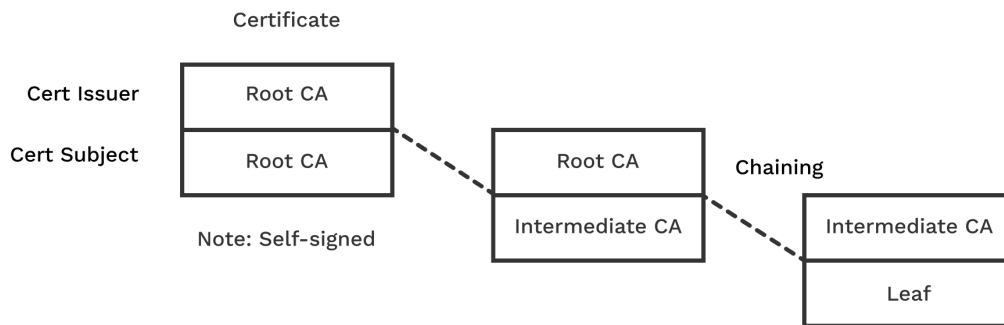 Certificate
Cert Issuer
Root CA
Cert Subject
Root CA
Note: Self-signed
Root CA
Intermediate CA
Chaining
Intermediate CA
Leaf